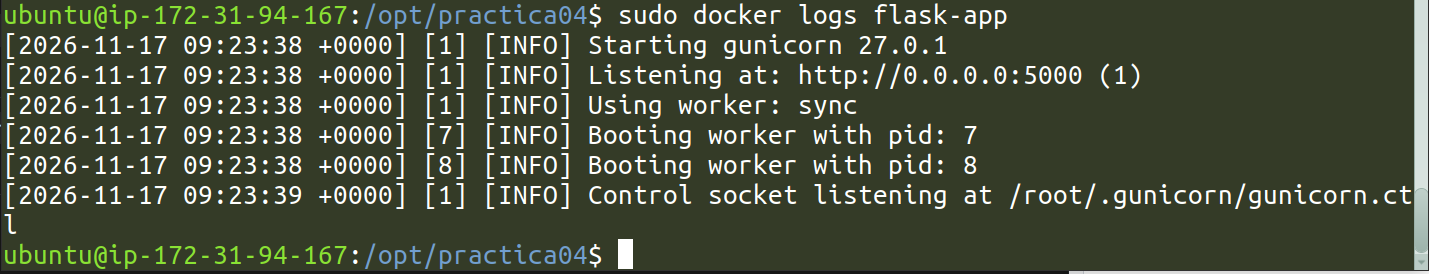 ubuntu@ip-172-31-94-167:/opt/practica04$ sudo docker logs flask-app
[2026-11-17 09:23:38 +0000] [1] [INFO] Starting gunicorn 27.0.1
[2026-11-17 09:23:38 +0000] [1] [INFO] Listening at: http://0.0.0.0:5000 (1)
[2026-11-17 09:23:38 +0000] [1] [INFO] Using worker: sync
[2026-11-17 09:23:38 +0000] [7] [INFO] Booting worker with pid: 7
[2026-11-17 09:23:38 +0000] [8] [INFO] Booting worker with pid: 8
[2026-11-17 09:23:39 +0000] [1] [INFO] Control socket listening at /root/.gunicorn/gunicorn.ct
l
ubuntu@ip-172-31-94-167:/opt/practica04$